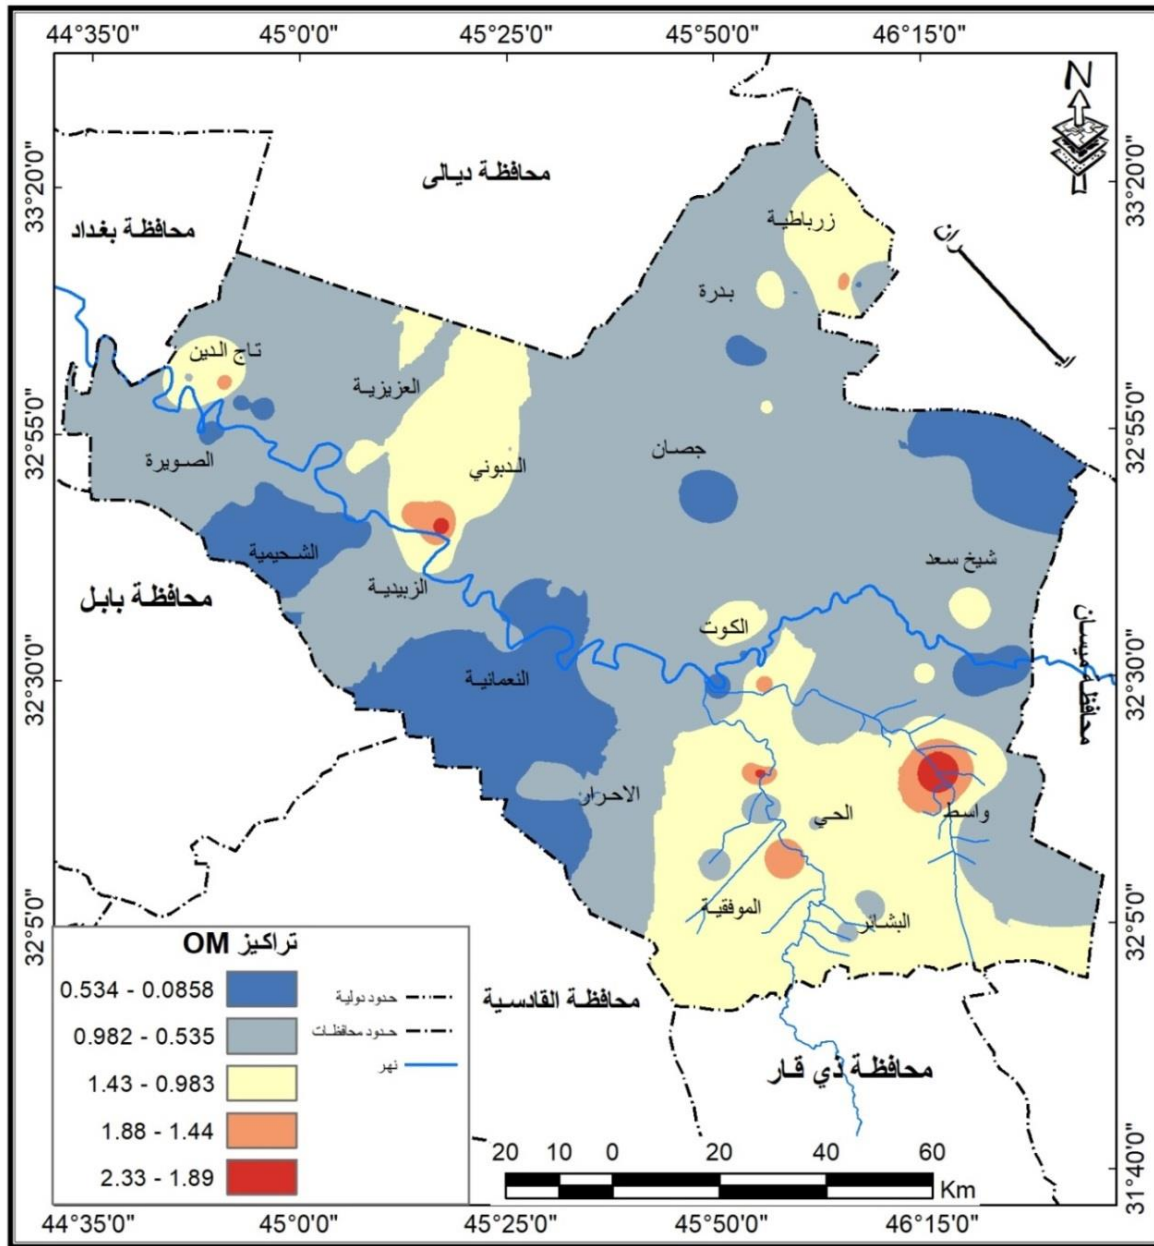 44°35'0" 45°0'0" 45°25'0" 45°50'0" 46°15'0"
N
33°20'0"
33°20'0"
محافظة ديالى
محافظة بغداد
زرباطية
ايران
بدرة
تاج الدين
العزيزية
32°55'0"
32°55'0"
جصان
الصويرة
الدبوني
الشحيمية
شيخ سعد
الزبيدية
محافظة بابل
الكوت
محافظة ميسان
النعمانية
32°30'0"
32°30'0"
الاحرار
الحي
واسط
الموفقية
البشائر
32°5'0"
32°5'0"
تراكيز OM
0.534 - 0.0858
0.982 - 0.535
1.43 - 0.983
1.88 - 1.44
2.33 - 1.89
حدود دولية
حدود محافظات
نهر
محافظة القادسية
محافظة ذي قار
20 10 0 20 40 60
Km
31°40'0"
44°35'0" 45°0'0" 45°25'0" 45°50'0" 46°15'0"